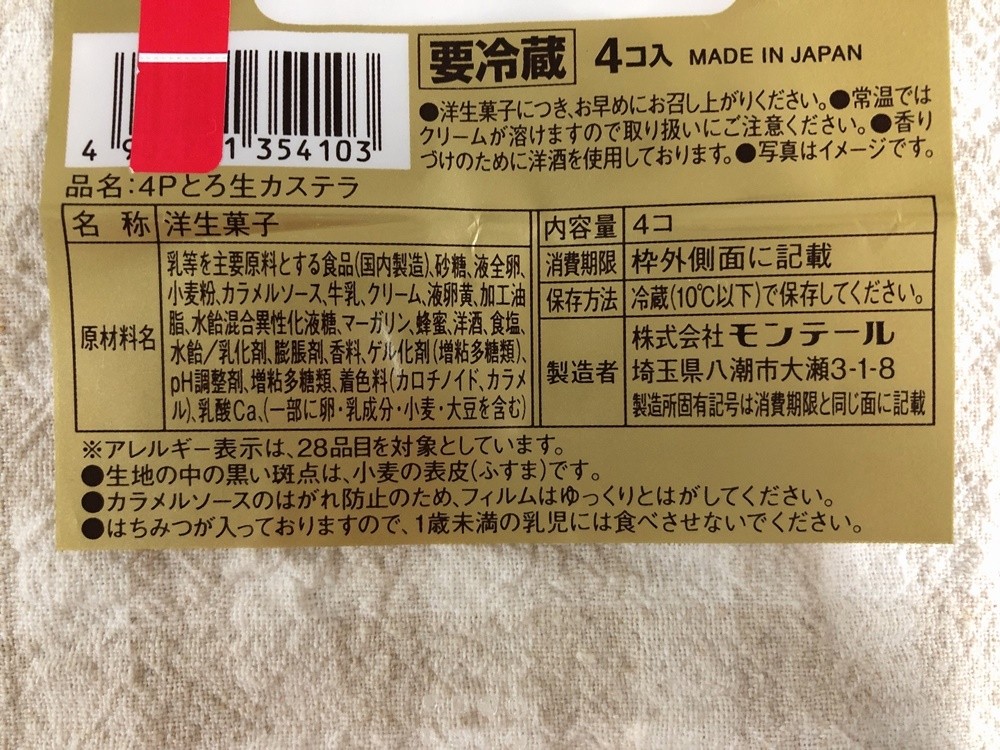 要冷蔵 4コ入 MADE IN JAPAN
●洋生菓子につき、お早めにお召し上がりください。●常温では
クリームが溶けますので取り扱いにご注意ください。●香り
づけのために洋酒を使用しております。●写真はイメージです。
4 9 1 354103
品名:4Pとろ生カステラ
名 称 洋生菓子
原材料名
乳等を主要原料とする食品(国内製造)、砂糖、液全卵、
小麦粉、カラメルソース、牛乳、クリーム、液卵黄、加工油
脂、水飴混合異性化液糖、マーガリン、蜂蜜、洋酒、食塩、
水飴/乳化剤、膨脹剤、香料、ゲル化剤(増粘多糖類)、
pH調整剤、増粘多糖類、着色料(カロチノイド、カラメ
ル)、乳酸Ca、(一部に卵・乳成分・小麦・大豆を含む)
内容量 4コ
消費期限 枠外側面に記載
保存方法 冷蔵(10℃以下)で保存してください。
製造者
株式会社モンテール
埼玉県八潮市大瀬3-1-8
製造所固有記号は消費期限と同じ面に記載
※アレルギー表示は、28品目を対象としています。
●生地の中の黒い斑点は、小麦の表皮(ふすま)です。
●カラメルソースのはがれ防止のため、フィルムはゆっくりとはがしてください。
●はちみつが入っておりますので、1歳未満の乳児には食べさせないでください。